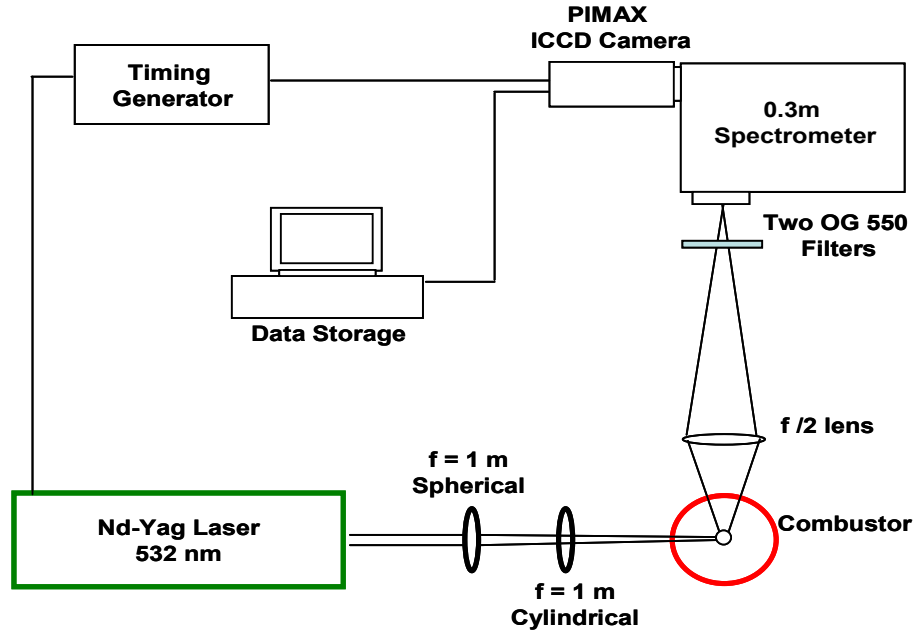 PIMAX
ICCD Camera
Timing
Generator
0.3m
Spectrometer
Two OG 550
Filters
Data Storage
f /2 lens
f = 1 m
Spherical
Nd-Yag Laser
532 nm
Combustor
f = 1 m
Cylindrical